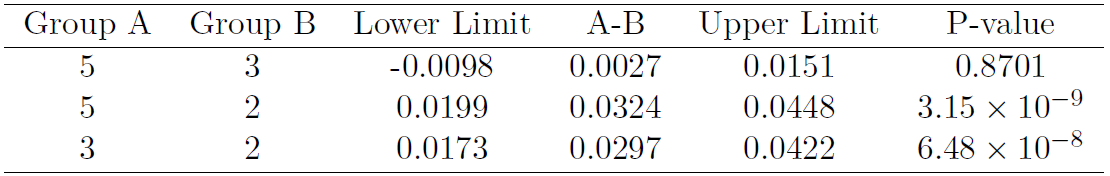 Group A Group B Lower Limit A-B Upper Limit P-value
5 3 -0.0098 0.0027 0.0151 0.8701
5 2 0.0199 0.0324 0.0448 3.15 × 10⁻⁹
3 2 0.0173 0.0297 0.0422 6.48 × 10⁻⁸